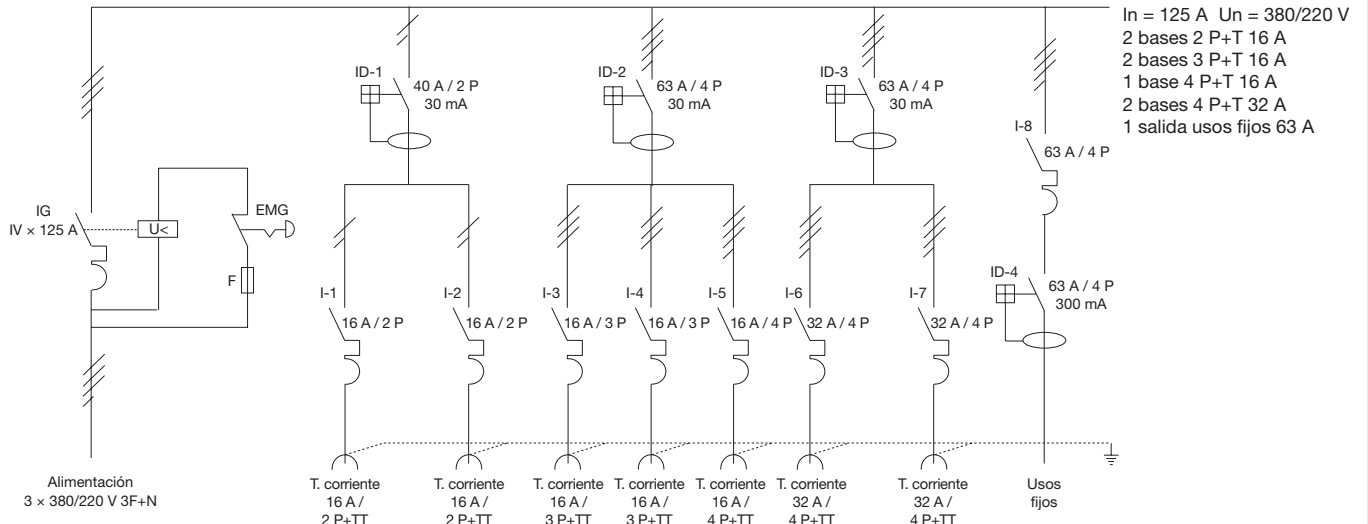 In = 125 A Un = 380/220 V
2 bases 2 P+T 16 A
2 bases 3 P+T 16 A
1 base 4 P+T 16 A
2 bases 4 P+T 32 A
1 salida usos fijos 63 A
ID-1
40 A / 2 P
30 mA
ID-2
63 A / 4 P
30 mA
ID-3
63 A / 4 P
30 mA
I-8
63 A / 4 P
IG
IV × 125 A
U<
EMG
F
ID-4
63 A / 4 P
300 mA
I-1
16 A / 2 P
I-2
16 A / 2 P
I-3
16 A / 3 P
I-4
16 A / 3 P
I-5
16 A / 4 P
I-6
32 A / 4 P
I-7
32 A / 4 P
Alimentación
3 × 380/220 V 3F+N
T. corriente
16 A /
2 P+TT
T. corriente
16 A /
2 P+TT
T. corriente
16 A /
3 P+TT
T. corriente
16 A /
3 P+TT
T. corriente
16 A /
4 P+TT
T. corriente
32 A /
4 P+TT
T. corriente
32 A /
4 P+TT
Usos
fijos